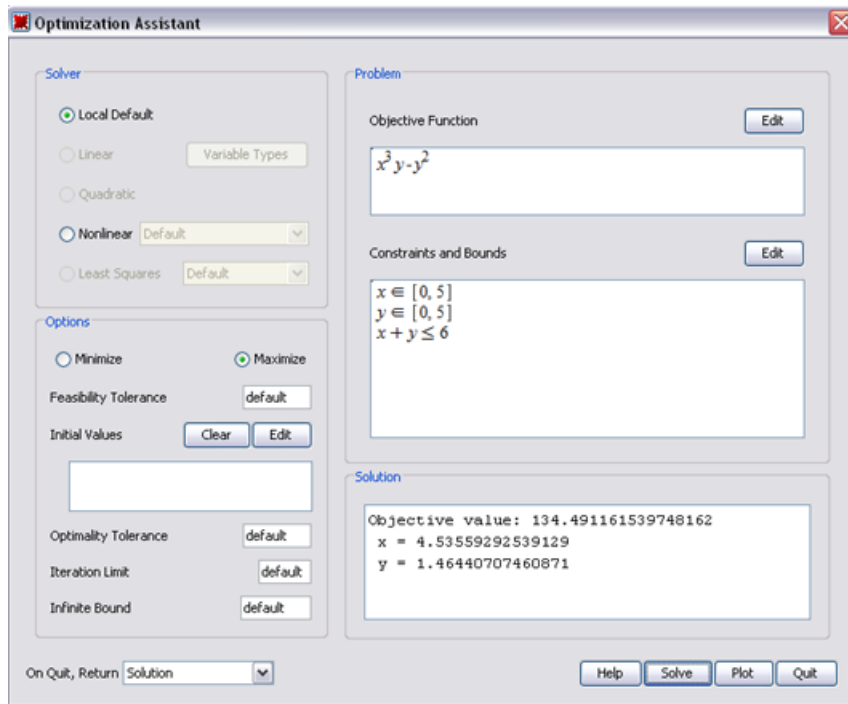 Optimization Assistant
Solver
Local Default
Linear Variable Types
Quadratic
Nonlinear Default
Least Squares Default
Options
Minimize Maximize
Feasibility Tolerance default
Initial Values Clear Edit
Optimality Tolerance default
Iteration Limit default
Infinite Bound default
Problem
Objective Function Edit
x³ y-y²
Constraints and Bounds Edit
x ∈ [0, 5]
y ∈ [0, 5]
x + y ≤ 6
Solution
Objective value: 134.491161539748162
x = 4.53559292539129
y = 1.46440707460871
On Quit, Return Solution Help Solve Plot Quit